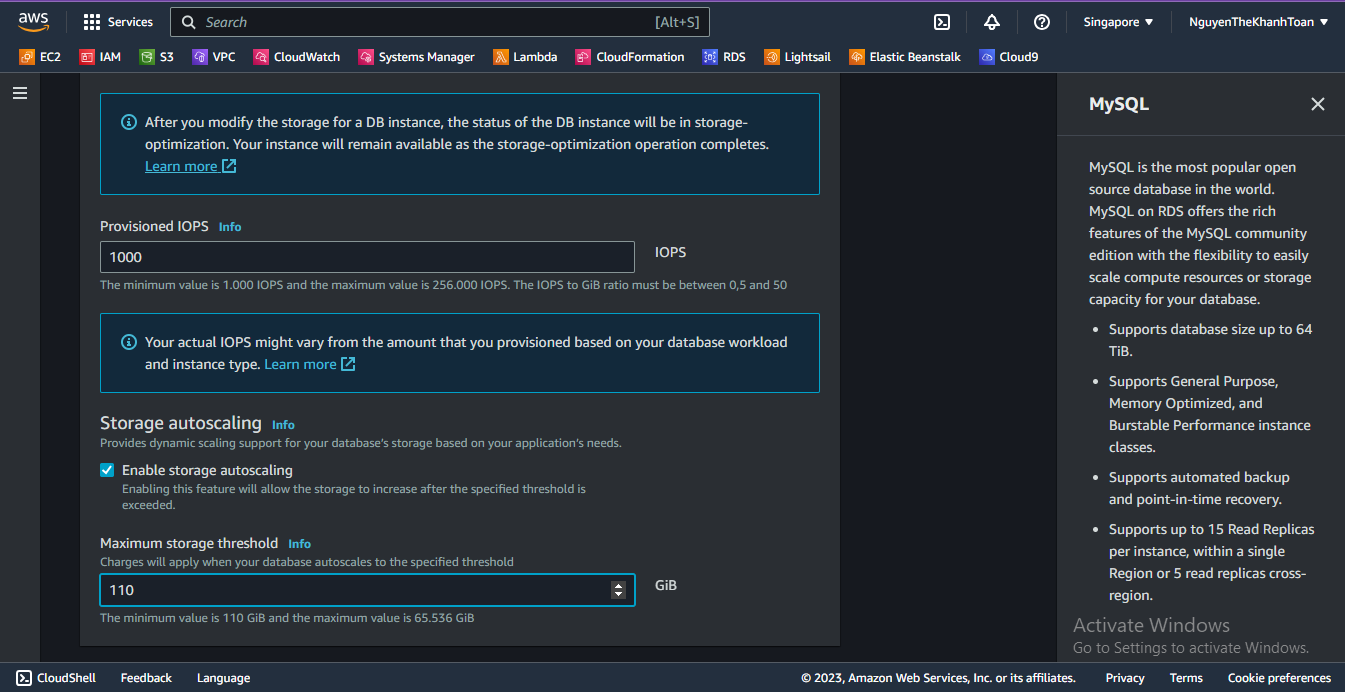 aws
Services
Search
[Alt+S]
Singapore
NguyenTheKhanhToan
EC2
IAM
S3
VPC
CloudWatch
Systems Manager
Lambda
CloudFormation
RDS
Lightsail
Elastic Beanstalk
Cloud9
After you modify the storage for a DB instance, the status of the DB instance will be in storage-
optimization. Your instance will remain available as the storage-optimization operation completes.
Learn more
Provisioned IOPS Info
1000
IOPS
The minimum value is 1.000 IOPS and the maximum value is 256.000 IOPS. The IOPS to GiB ratio must be between 0,5 and 50
Your actual IOPS might vary from the amount that you provisioned based on your database workload
and instance type. Learn more
Storage autoscaling Info
Provides dynamic scaling support for your database's storage based on your application's needs.
Enable storage autoscaling
Enabling this feature will allow the storage to increase after the specified threshold is
exceeded.
Maximum storage threshold Info
Charges will apply when your database autoscales to the specified threshold
110
GiB
The minimum value is 110 GiB and the maximum value is 65.536 GiB
MySQL
MySQL is the most popular open
source database in the world.
MySQL on RDS offers the rich
features of the MySQL community
edition with the flexibility to easily
scale compute resources or storage
capacity for your database.
• Supports database size up to 64
TiB.
• Supports General Purpose,
Memory Optimized, and
Burstable Performance instance
classes.
• Supports automated backup
and point-in-time recovery.
• Supports up to 15 Read Replicas
per instance, within a single
Region or 5 read replicas cross-
region.
Activate Windows
Go to Settings to activate Windows.
CloudShell
Feedback
Language
© 2023, Amazon Web Services, Inc. or its affiliates.
Privacy
Terms
Cookie preferences